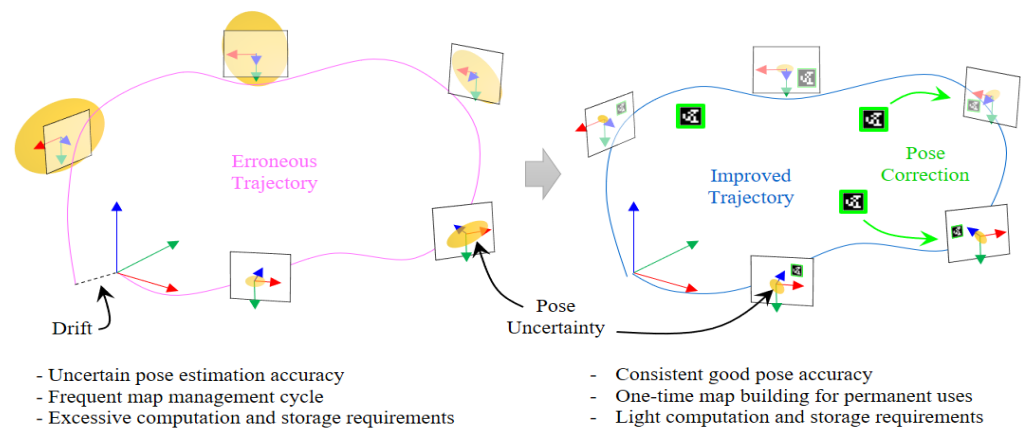 Erroneous
Trajectory
Drift
Pose
Uncertainty
Improved
Trajectory
Pose
Correction
- Uncertain pose estimation accuracy
- Frequent map management cycle
- Excessive computation and storage requirements
- Consistent good pose accuracy
- One-time map building for permanent uses
- Light computation and storage requirements